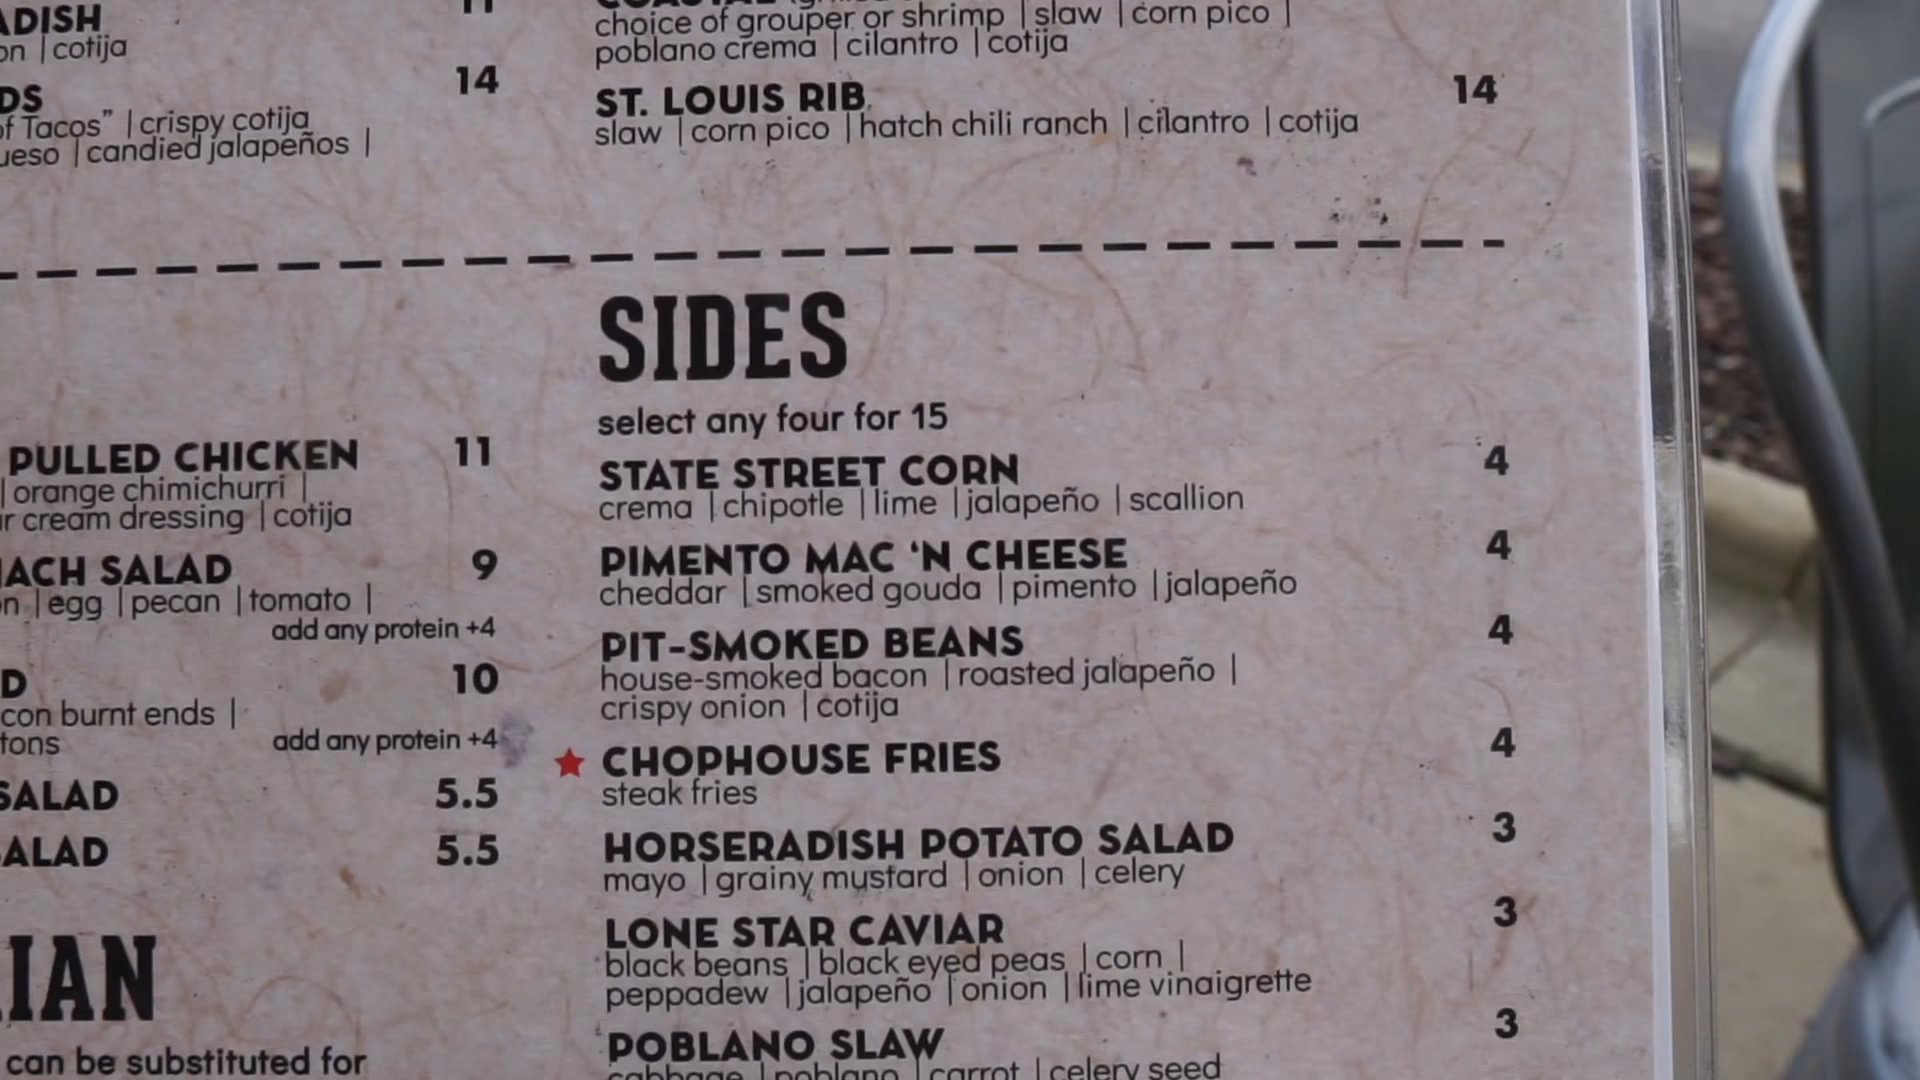 ADISH 11
on | cotija
DS 14
of Tacos" | crispy cotija
ueso | candied jalapeños |
choice of grouper or shrimp | slaw | corn pico |
poblano crema | cilantro | cotija
ST. LOUIS RIB 14
slaw | corn pico | hatch chili ranch | cilantro | cotija
PULLED CHICKEN 11
| orange chimichurri |
ur cream dressing | cotija
NACH SALAD 9
on | egg | pecan | tomato |
add any protein +4
D 10
con burnt ends |
tons add any protein +4
SALAD 5.5
SALAD 5.5
IAN
can be substituted for
SIDES
select any four for 15
STATE STREET CORN 4
crema | chipotle | lime | jalapeño | scallion
PIMENTO MAC ‘N CHEESE 4
cheddar | smoked gouda | pimento | jalapeño
PIT-SMOKED BEANS 4
house-smoked bacon | roasted jalapeño |
crispy onion | cotija
CHOPHOUSE FRIES 4
steak fries
HORSERADISH POTATO SALAD 3
mayo | grainy mustard | onion | celery
LONE STAR CAVIAR 3
black beans | black eyed peas | corn |
peppadew | jalapeño | onion | lime vinaigrette
POBLANO SLAW 3
cabbage | poblano | carrot | celery seed